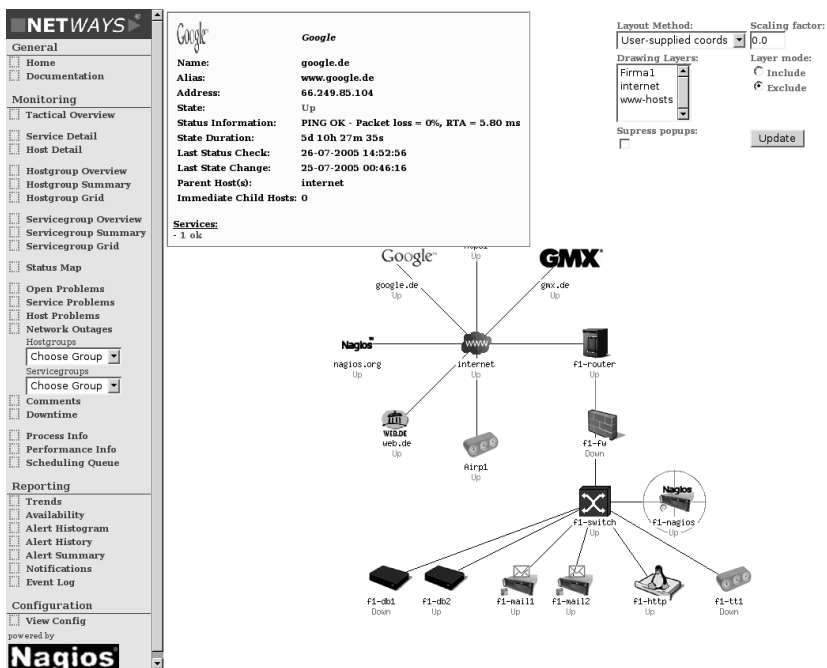 NETWAYS
General
Home
Documentation
Monitoring
Tactical Overview
Service Detail
Host Detail
Hostgroup Overview
Hostgroup Summary
Hostgroup Grid
Servicegroup Overview
Servicegroup Summary
Servicegroup Grid
Status Map
Open Problems
Service Problems
Host Problems
Network Outages
Hostgroups
Choose Group
Servicegroups
Choose Group
Comments
Downtime
Process Info
Performance Info
Scheduling Queue
Reporting
Trends
Availability
Alert Histogram
Alert History
Alert Summary
Notifications
Event Log
Configuration
View Config
powered by
Nagios
Google
Google
Name: google.de
Alias: www.google.de
Address: 66.249.85.104
State: Up
Status Information: PING OK - Packet loss = 0%, RTA = 5.80 ms
State Duration: 5d 10h 27m 35s
Last Status Check: 26-07-2005 14:52:56
Last State Change: 25-07-2005 00:46:16
Parent Host(s): internet
Immediate Child Hosts: 0
Services:
- 1 ok
Layout Method:
User-supplied coords
Scaling factor:
0.0
Drawing Layers:
Firma1
internet
www-hosts
Layer mode:
Include
Exclude
Supress popups:
Update
Up
Google
google.de
Up
GMX
gmx.de
Up
Nagios
nagios.org
Up
WWW
internet
Up
f1-router
Up
WEB.DE
web.de
Up
Airp1
Up
f1-fw
Down
f1-switch
Up
Nagios
f1-nagios
Up
f1-db1
Down
f1-db2
Up
f1-mail1
Up
f1-mail2
Up
f1-http
Up
f1-tt1
Down